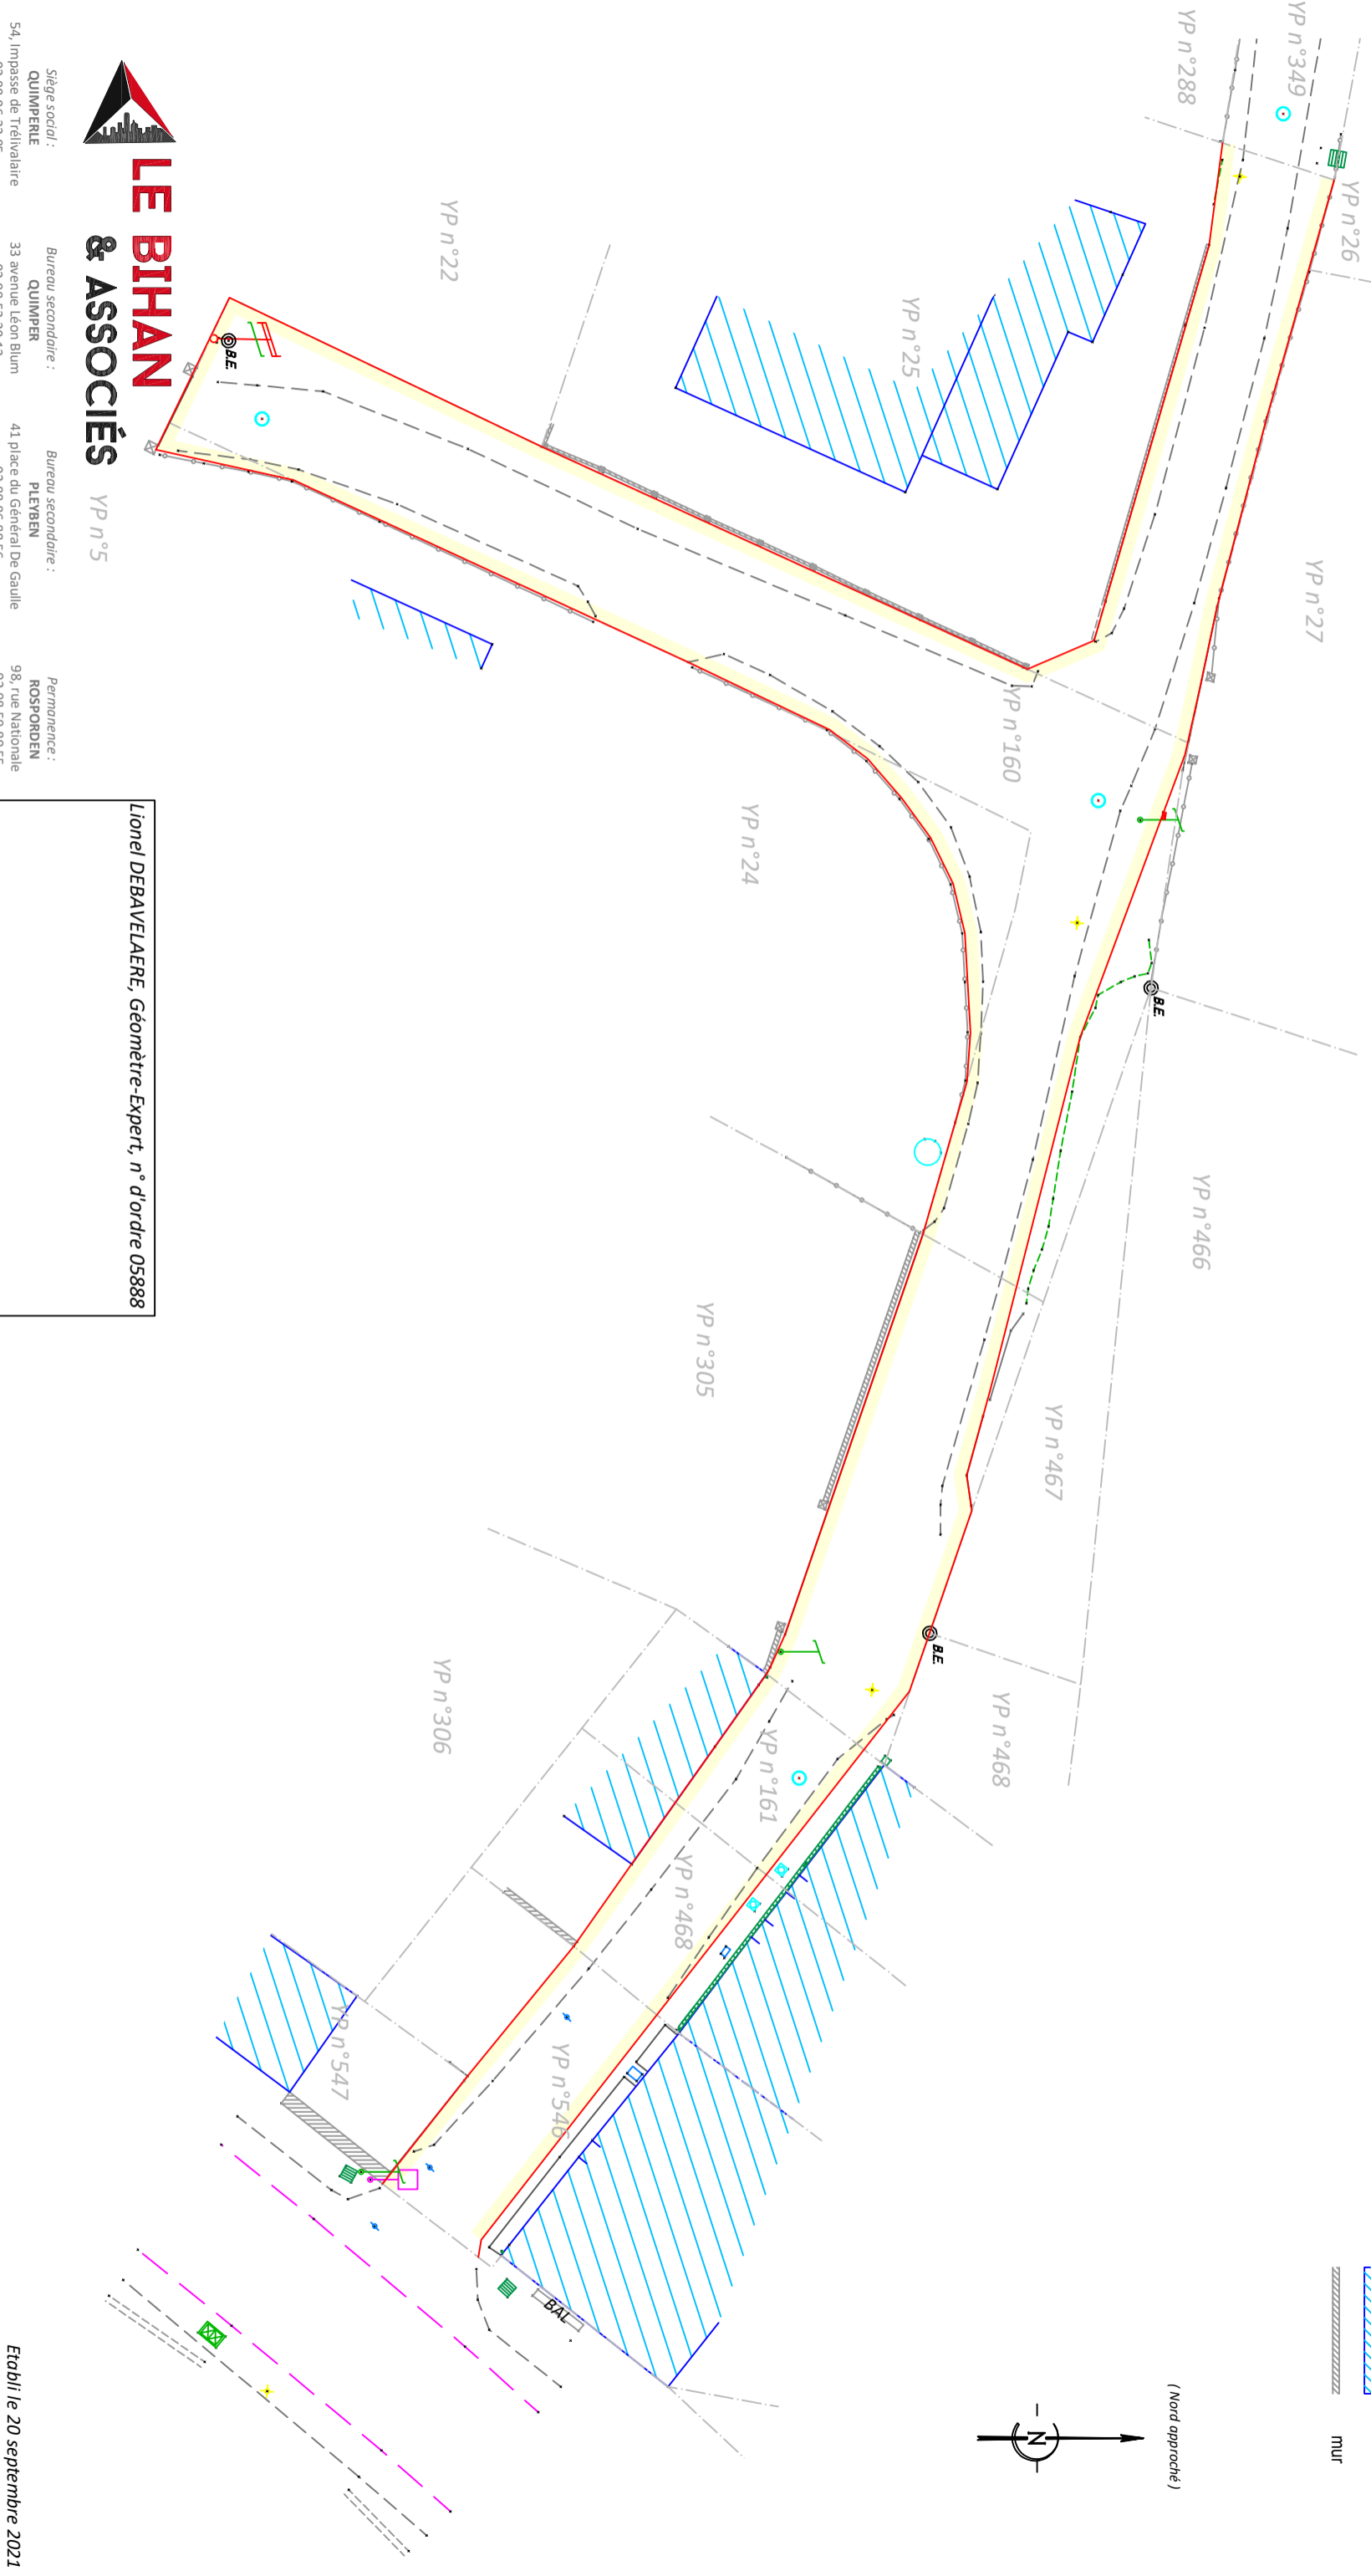 YP n°349
YP n°288
YP n°26
YP n°22
YP n°25
YP n°27
YP n°5
YP n°160
YP n°24
YP n°466
YP n°305
YP n°467
YP n°306
YP n°161
YP n°468
YP n°468
YP n°547
YP n°546
B.E.
B.E.
B.E.
BAL
LE BIHAN
& ASSOCIÉS
Siège social :
QUIMPERLE
54, Impasse de Trélivalaire
Bureau secondaire :
QUIMPER
33 avenue Léon Blum
Bureau secondaire :
PLEYBEN
41 place du Général De Gaulle
Permanence :
ROSPORDEN
98, rue Nationale
Lionel DEBAVELAERE, Géomètre-Expert, n° d'ordre 05888
mur
( Nord approché )
N
Etabli le 20 septembre 2021